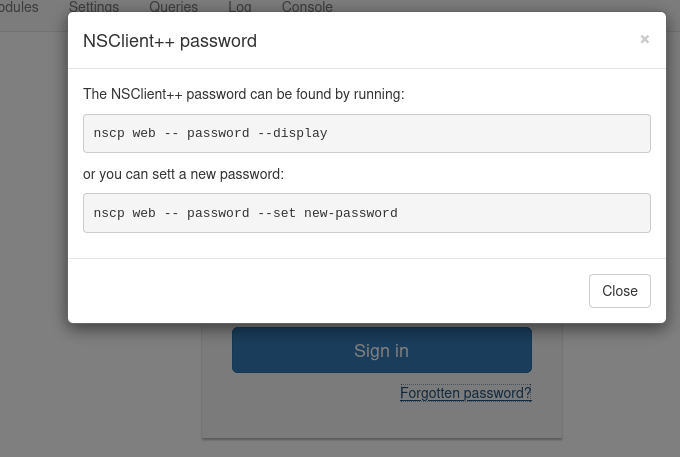 odules Settings Queries Log Console
NSClient++ password ×
The NSClient++ password can be found by running:
nscp web -- password --display
or you can sett a new password:
nscp web -- password --set new-password
Close
Sign in
Forgotten password?